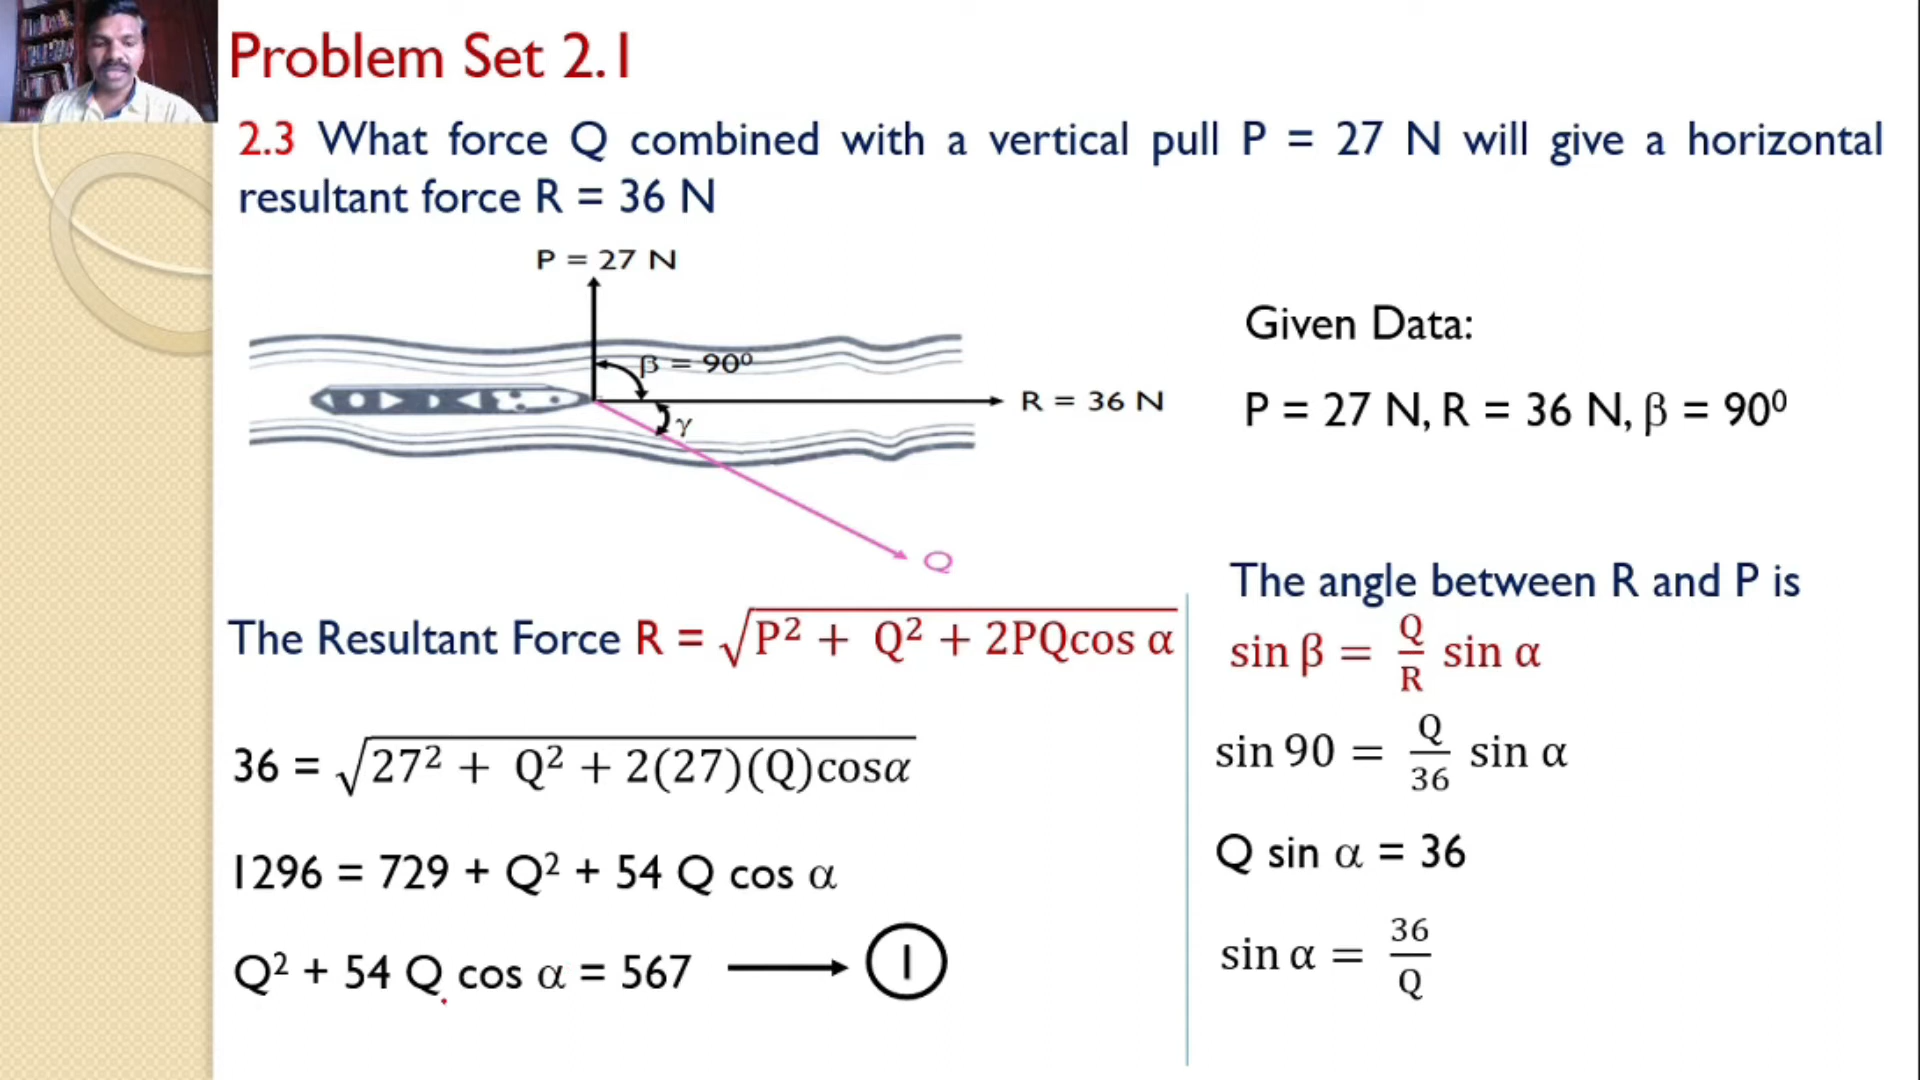 Problem Set 2.1
2.3 What force Q combined with a vertical pull P = 27 N will give a horizontal
resultant force R = 36 N
P = 27 N
β = 90⁰
R = 36 N
γ
Q
Given Data:
P = 27 N, R = 36 N, β = 90⁰
The Resultant Force R = √(P² + Q² + 2PQcos α)
36 = √(27² + Q² + 2(27)(Q)cosα)
1296 = 729 + Q² + 54 Q cos α
Q² + 54 Q cos α = 567 ⟶ 1
The angle between R and P is
sin β = Q/R sin α
sin 90 = Q/36 sin α
Q sin α = 36
sin α = 36/Q